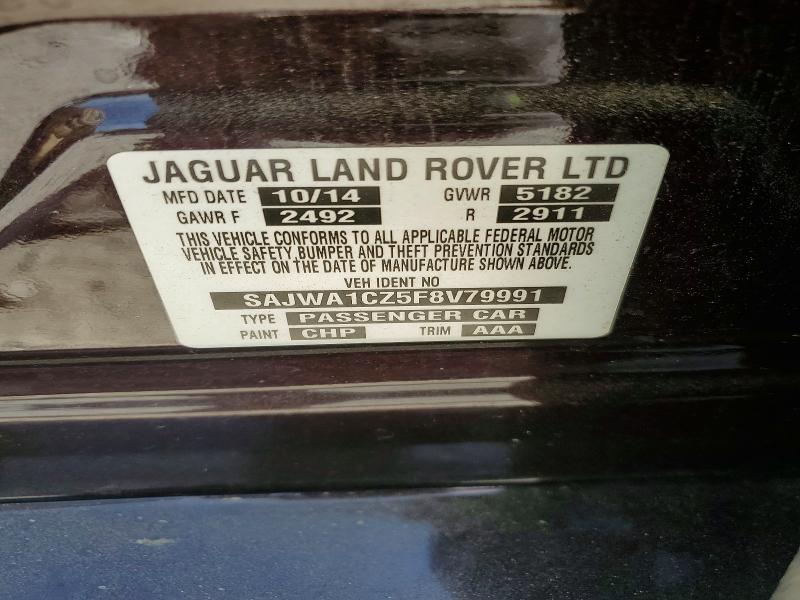 JAGUAR LAND ROVER LTD
MFD DATE 10/14 GVWR 5182
GAWR F 2492 R 2911
THIS VEHICLE CONFORMS TO ALL APPLICABLE FEDERAL MOTOR
VEHICLE SAFETY, BUMPER AND THEFT PREVENTION STANDARDS
IN EFFECT ON THE DATE OF MANUFACTURE SHOWN ABOVE.
VEH IDENT NO
SAJWA1CZ5F8V79991
TYPE PASSENGER CAR
PAINT CHP TRIM AAA